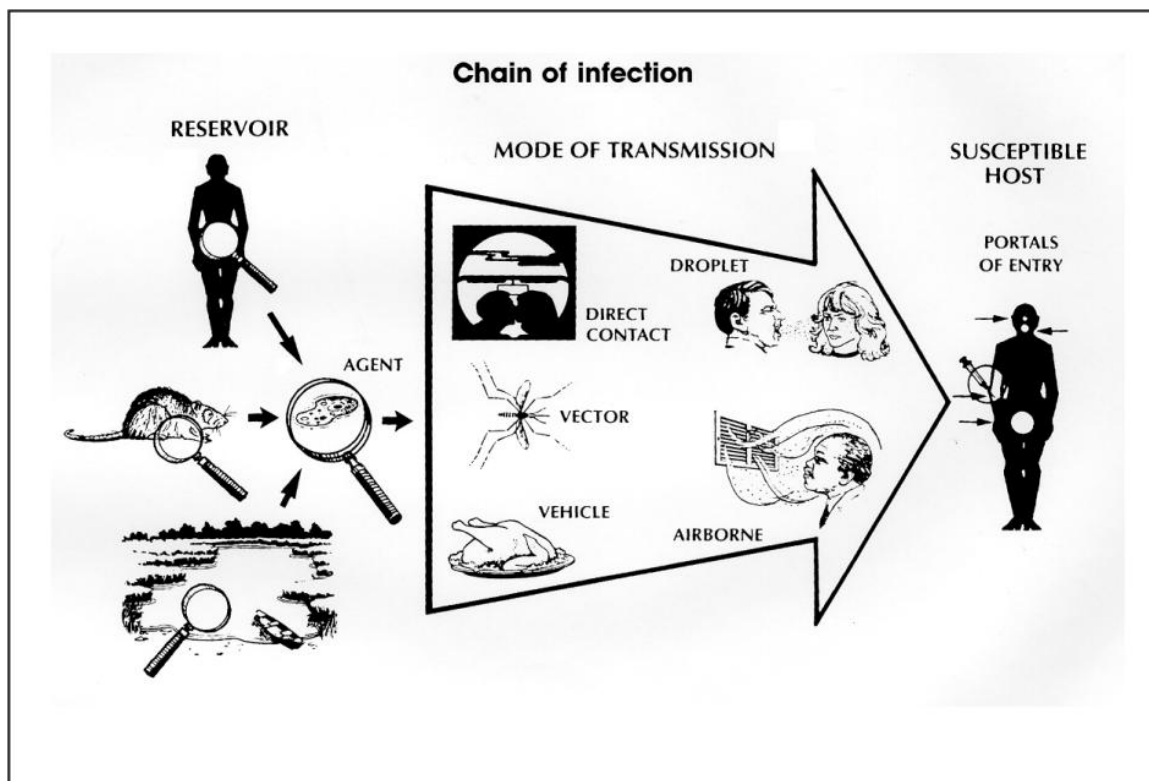 Chain of infection
RESERVOIR
MODE OF TRANSMISSION
SUSCEPTIBLE
HOST
PORTALS
OF ENTRY
DROPLET
DIRECT
CONTACT
AGENT
VECTOR
VEHICLE
AIRBORNE